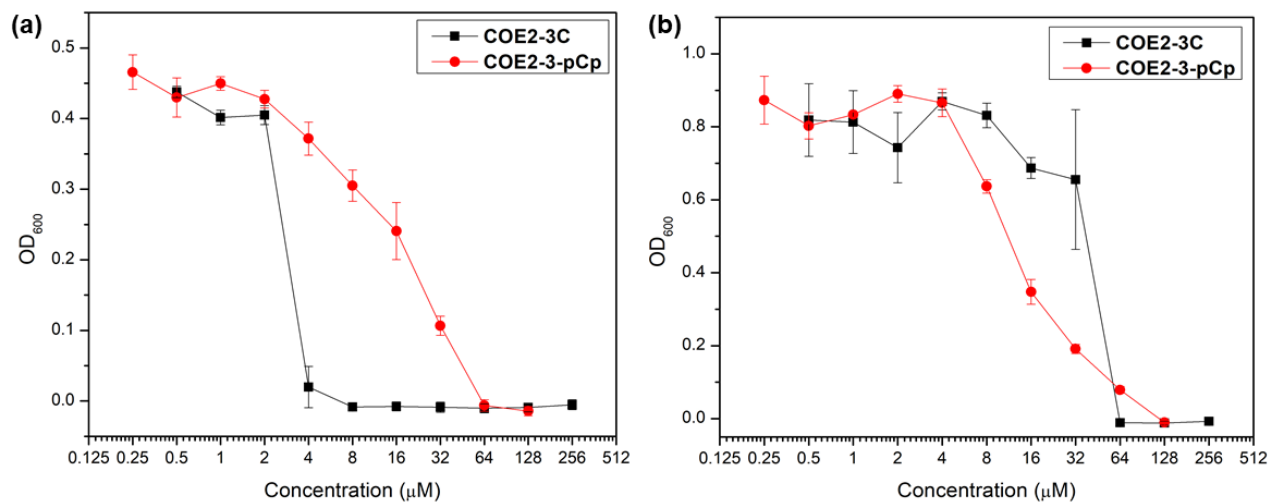 (a)
COE2-3C
COE2-3-pCp
0.5
0.4
0.3
0.2
0.1
0.0
OD600
0.125 0.25 0.5 1 2 4 8 16 32 64 128 256 512
Concentration (μM)
(b)
COE2-3C
COE2-3-pCp
1.0
0.8
0.6
0.4
0.2
0.0
OD600
0.125 0.25 0.5 1 2 4 8 16 32 64 128 256 512
Concentration (μM)